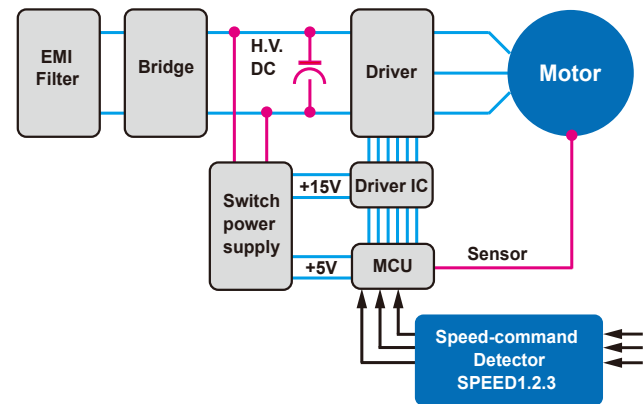 EMI
Filter
Bridge
H.V.
DC
Driver
Motor
Switch
power
supply
+15V
Driver IC
+5V
MCU
Sensor
Speed-command
Detector
SPEED1.2.3